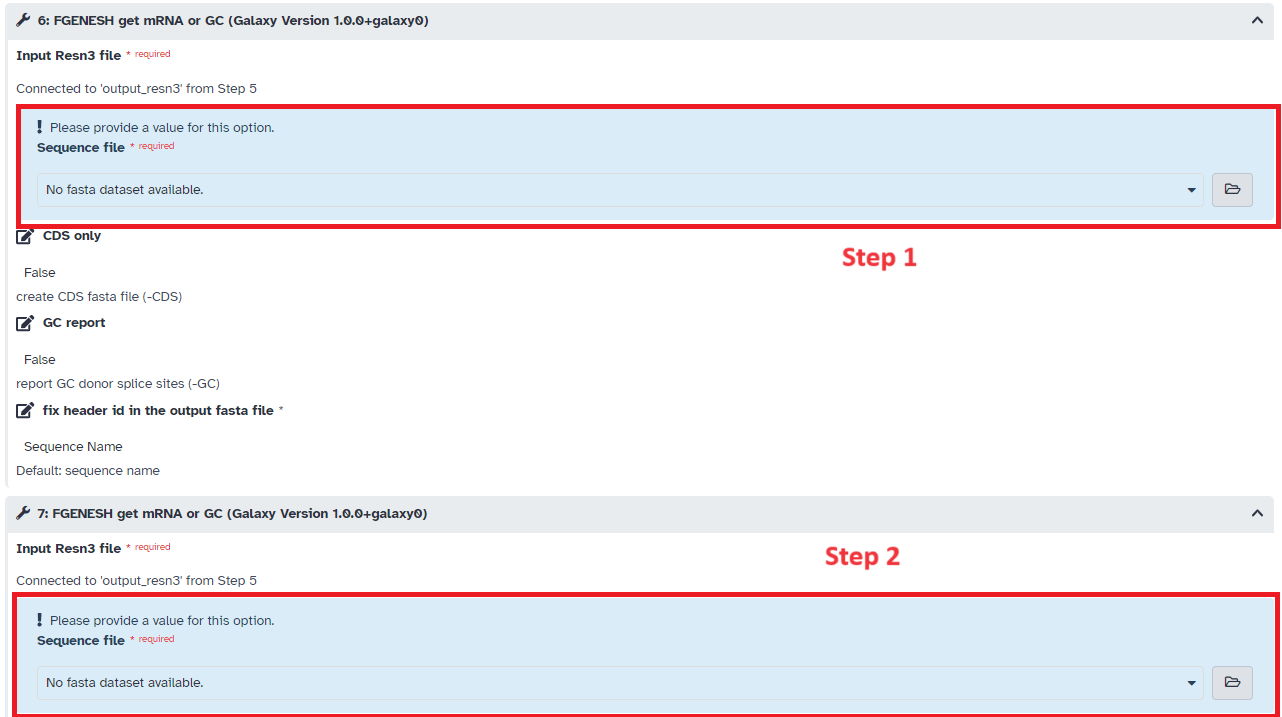 6: FGENESH get mRNA or GC (Galaxy Version 1.0.0+galaxy0)
Input Resn3 file * required
Connected to 'output_resn3' from Step 5
! Please provide a value for this option.
Sequence file * required
No fasta dataset available.
CDS only
Step 1
False
create CDS fasta file (-CDS)
GC report
False
report GC donor splice sites (-GC)
fix header id in the output fasta file *
Sequence Name
Default: sequence name
7: FGENESH get mRNA or GC (Galaxy Version 1.0.0+galaxy0)
Input Resn3 file * required
Step 2
Connected to 'output_resn3' from Step 5
! Please provide a value for this option.
Sequence file * required
No fasta dataset available.